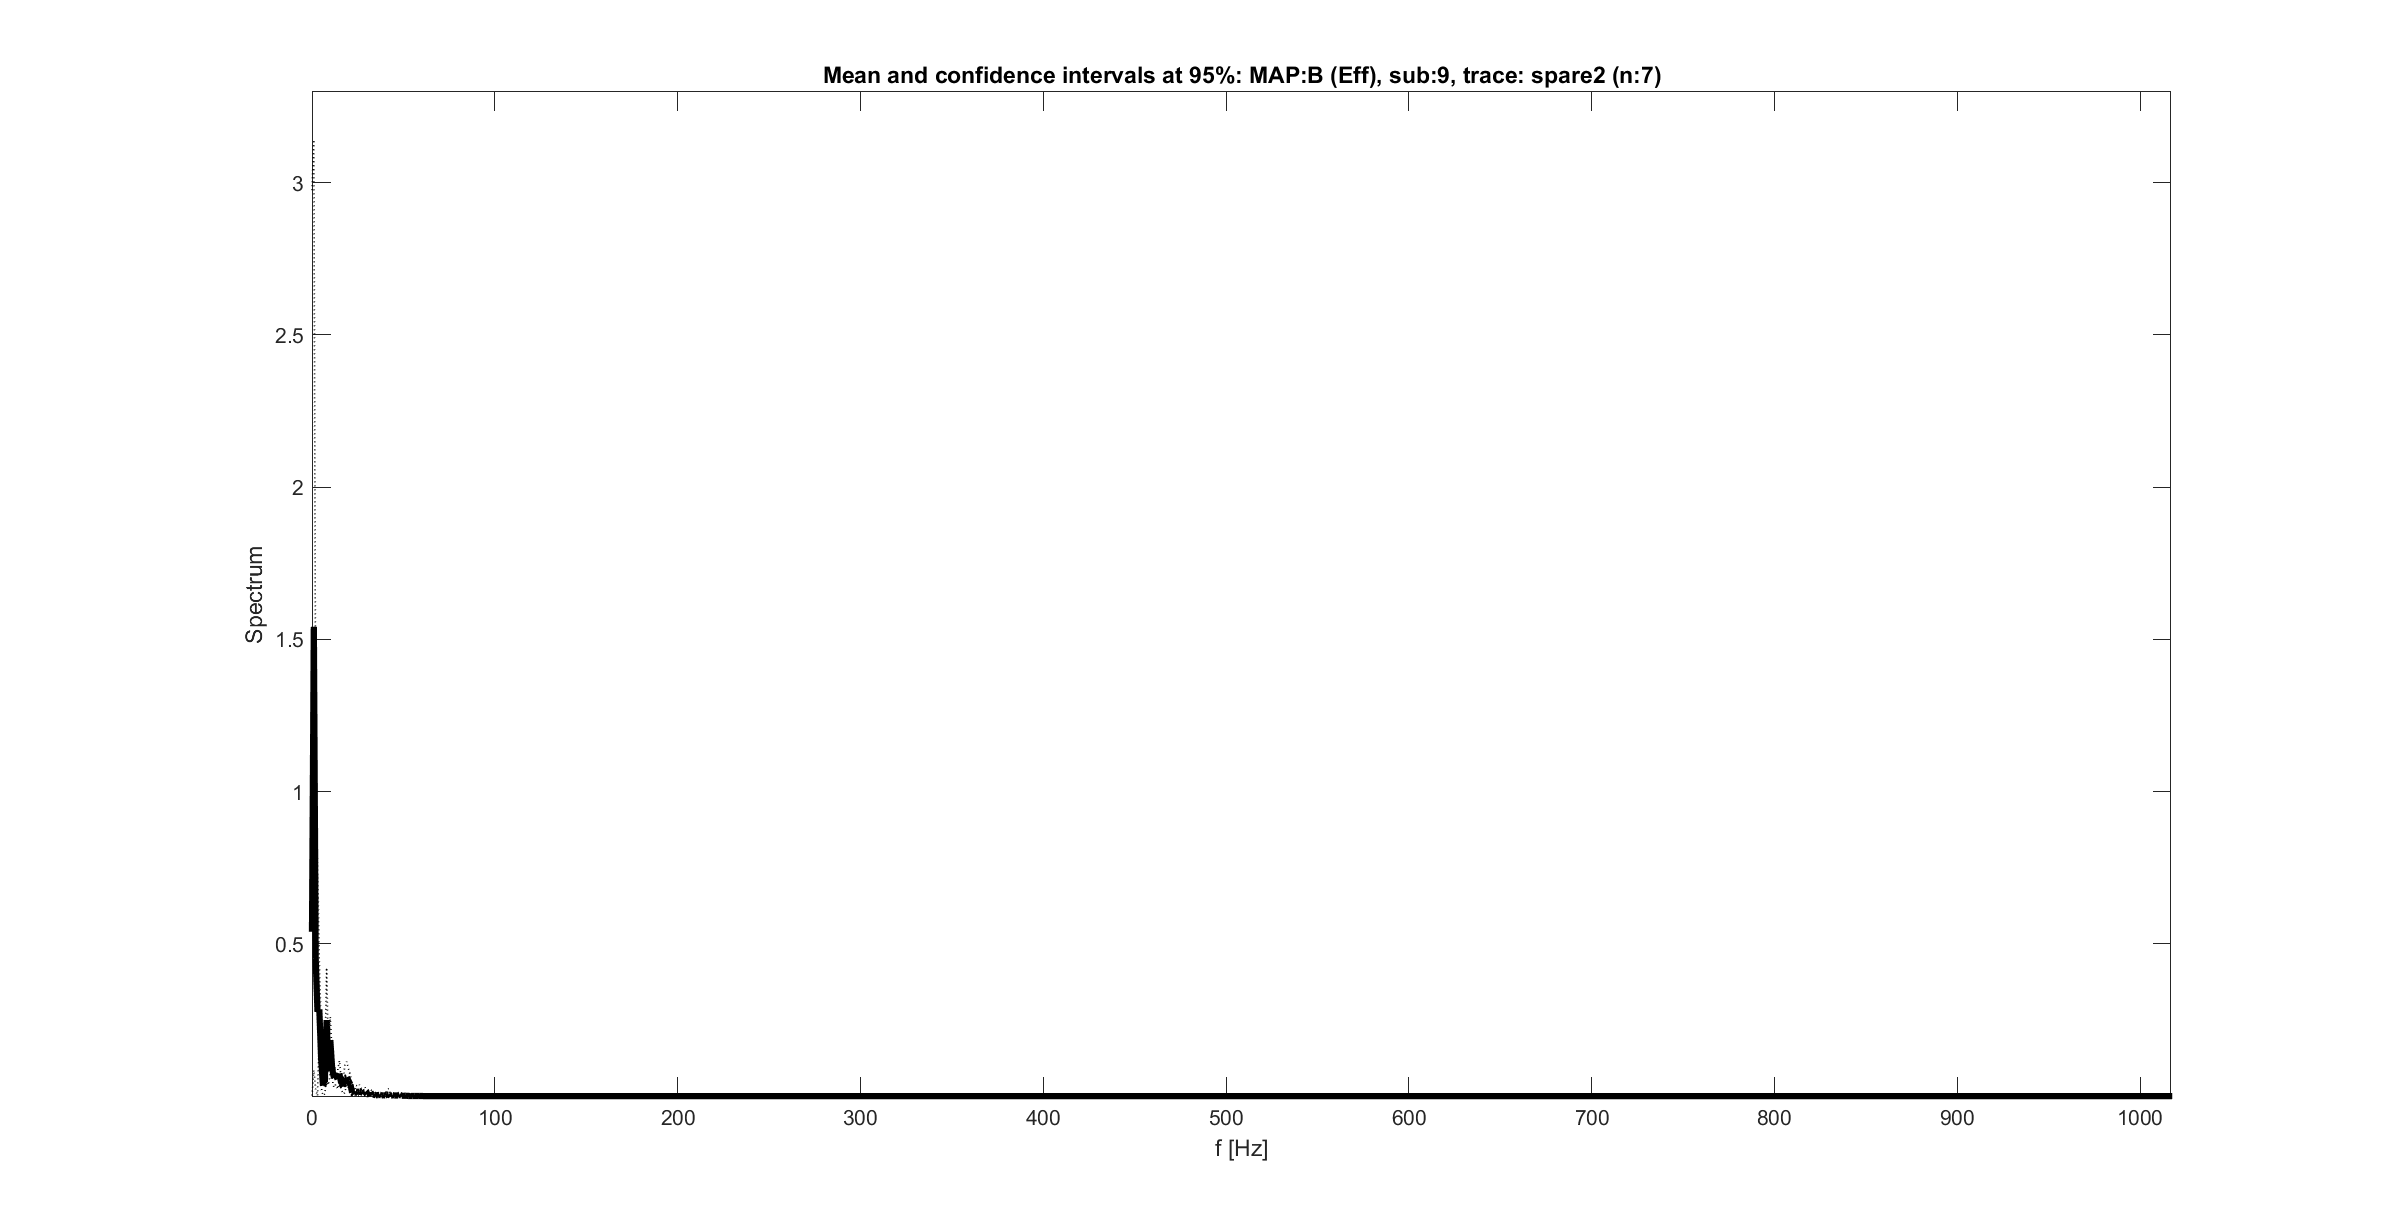 Mean and confidence intervals at 95%: MAP:B (Eff), sub:9, trace: spare2 (n:7)
3
2.5
2
1.5
1
0.5
Spectrum
0 100 200 300 400 500 600 700 800 900 1000
f [Hz]